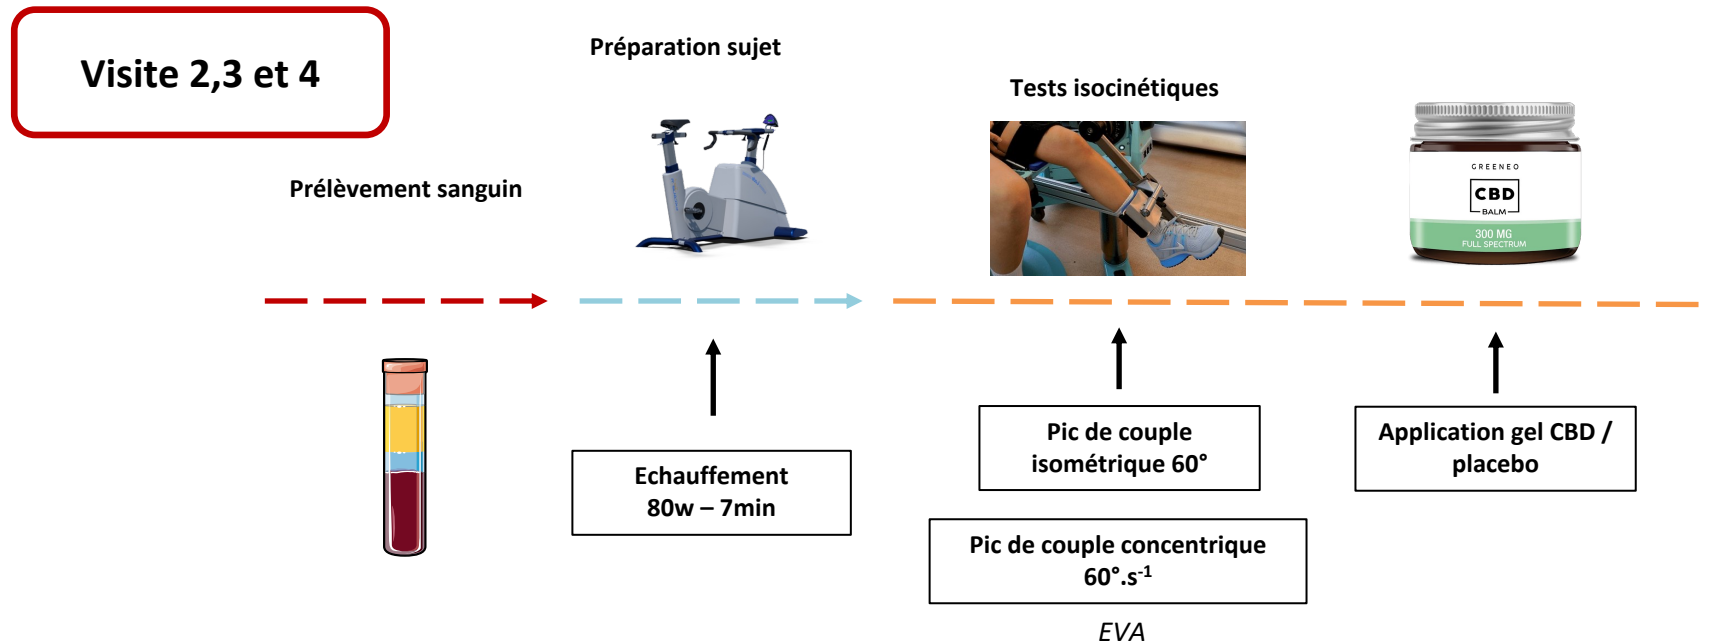 Visite 2,3 et 4
Préparation sujet
Tests isocinétiques
Prélèvement sanguin
GREENEO
CBD
BALM
300 MG
FULL SPECTRUM
Echauffement
80w – 7min
Pic de couple
isométrique 60°
Pic de couple concentrique
60°.s⁻¹
EVA
Application gel CBD /
placebo